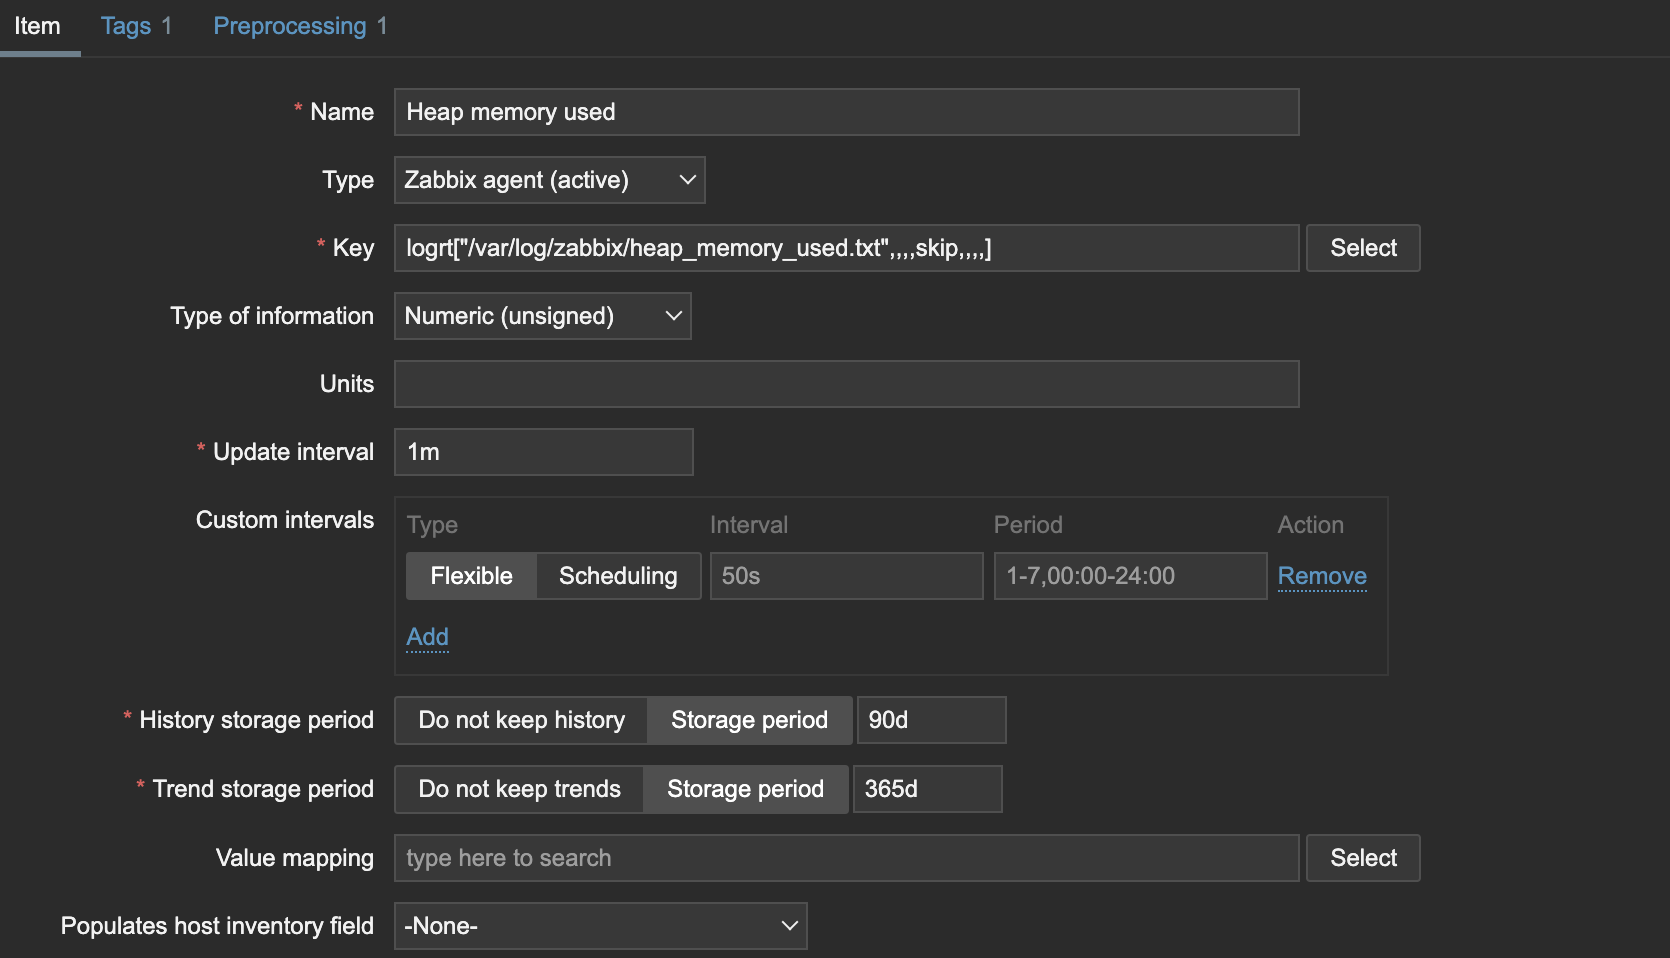 Item Tags 1 Preprocessing 1
* Name Heap memory used
Type Zabbix agent (active)
* Key logrt["/var/log/zabbix/heap_memory_used.txt",,,,skip,,,,] Select
Type of information Numeric (unsigned)
Units
* Update interval 1m
Custom intervals Type Interval Period Action
Flexible Scheduling 50s 1-7,00:00-24:00 Remove
Add
* History storage period Do not keep history Storage period 90d
* Trend storage period Do not keep trends Storage period 365d
Value mapping type here to search Select
Populates host inventory field -None-